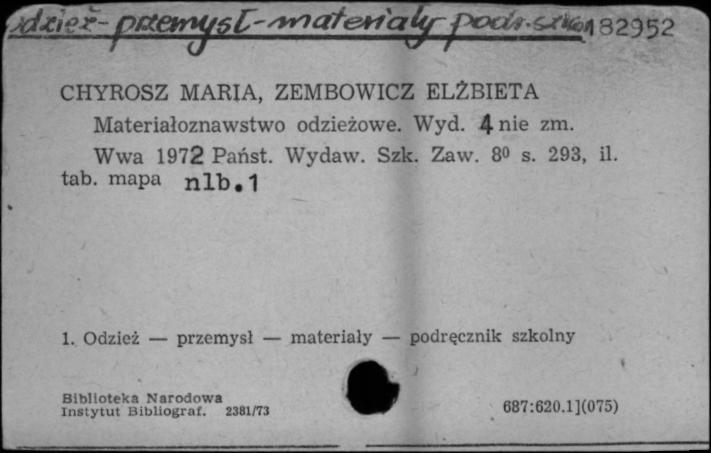 odzież - przemysł - materiały podr. szkol
182952
CHYROSZ MARIA, ZEMBOWICZ ELŻBIETA
Materiałoznawstwo odzieżowe. Wyd. 4 nie zm.
Wwa 1972 Państ. Wydaw. Szk. Zaw. 8⁰ s. 293, il.
tab. mapa nlb. 1
1. Odzież — przemysł — materiały — podręcznik szkolny
Biblioteka Narodowa
Instytut Bibliograf. 2381/73
687:620.1](075)